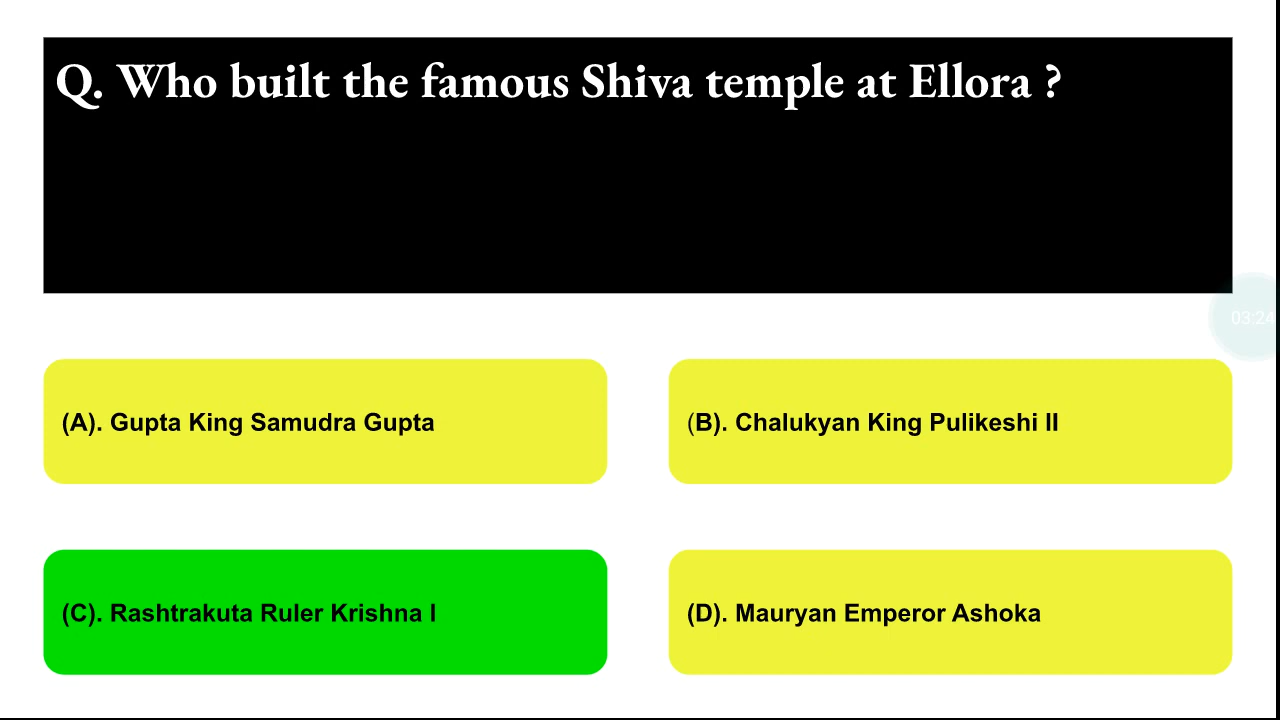 Q. Who built the famous Shiva temple at Ellora ?
03:24
(A). Gupta King Samudra Gupta
(B). Chalukyan King Pulikeshi II
(C). Rashtrakuta Ruler Krishna I
(D). Mauryan Emperor Ashoka